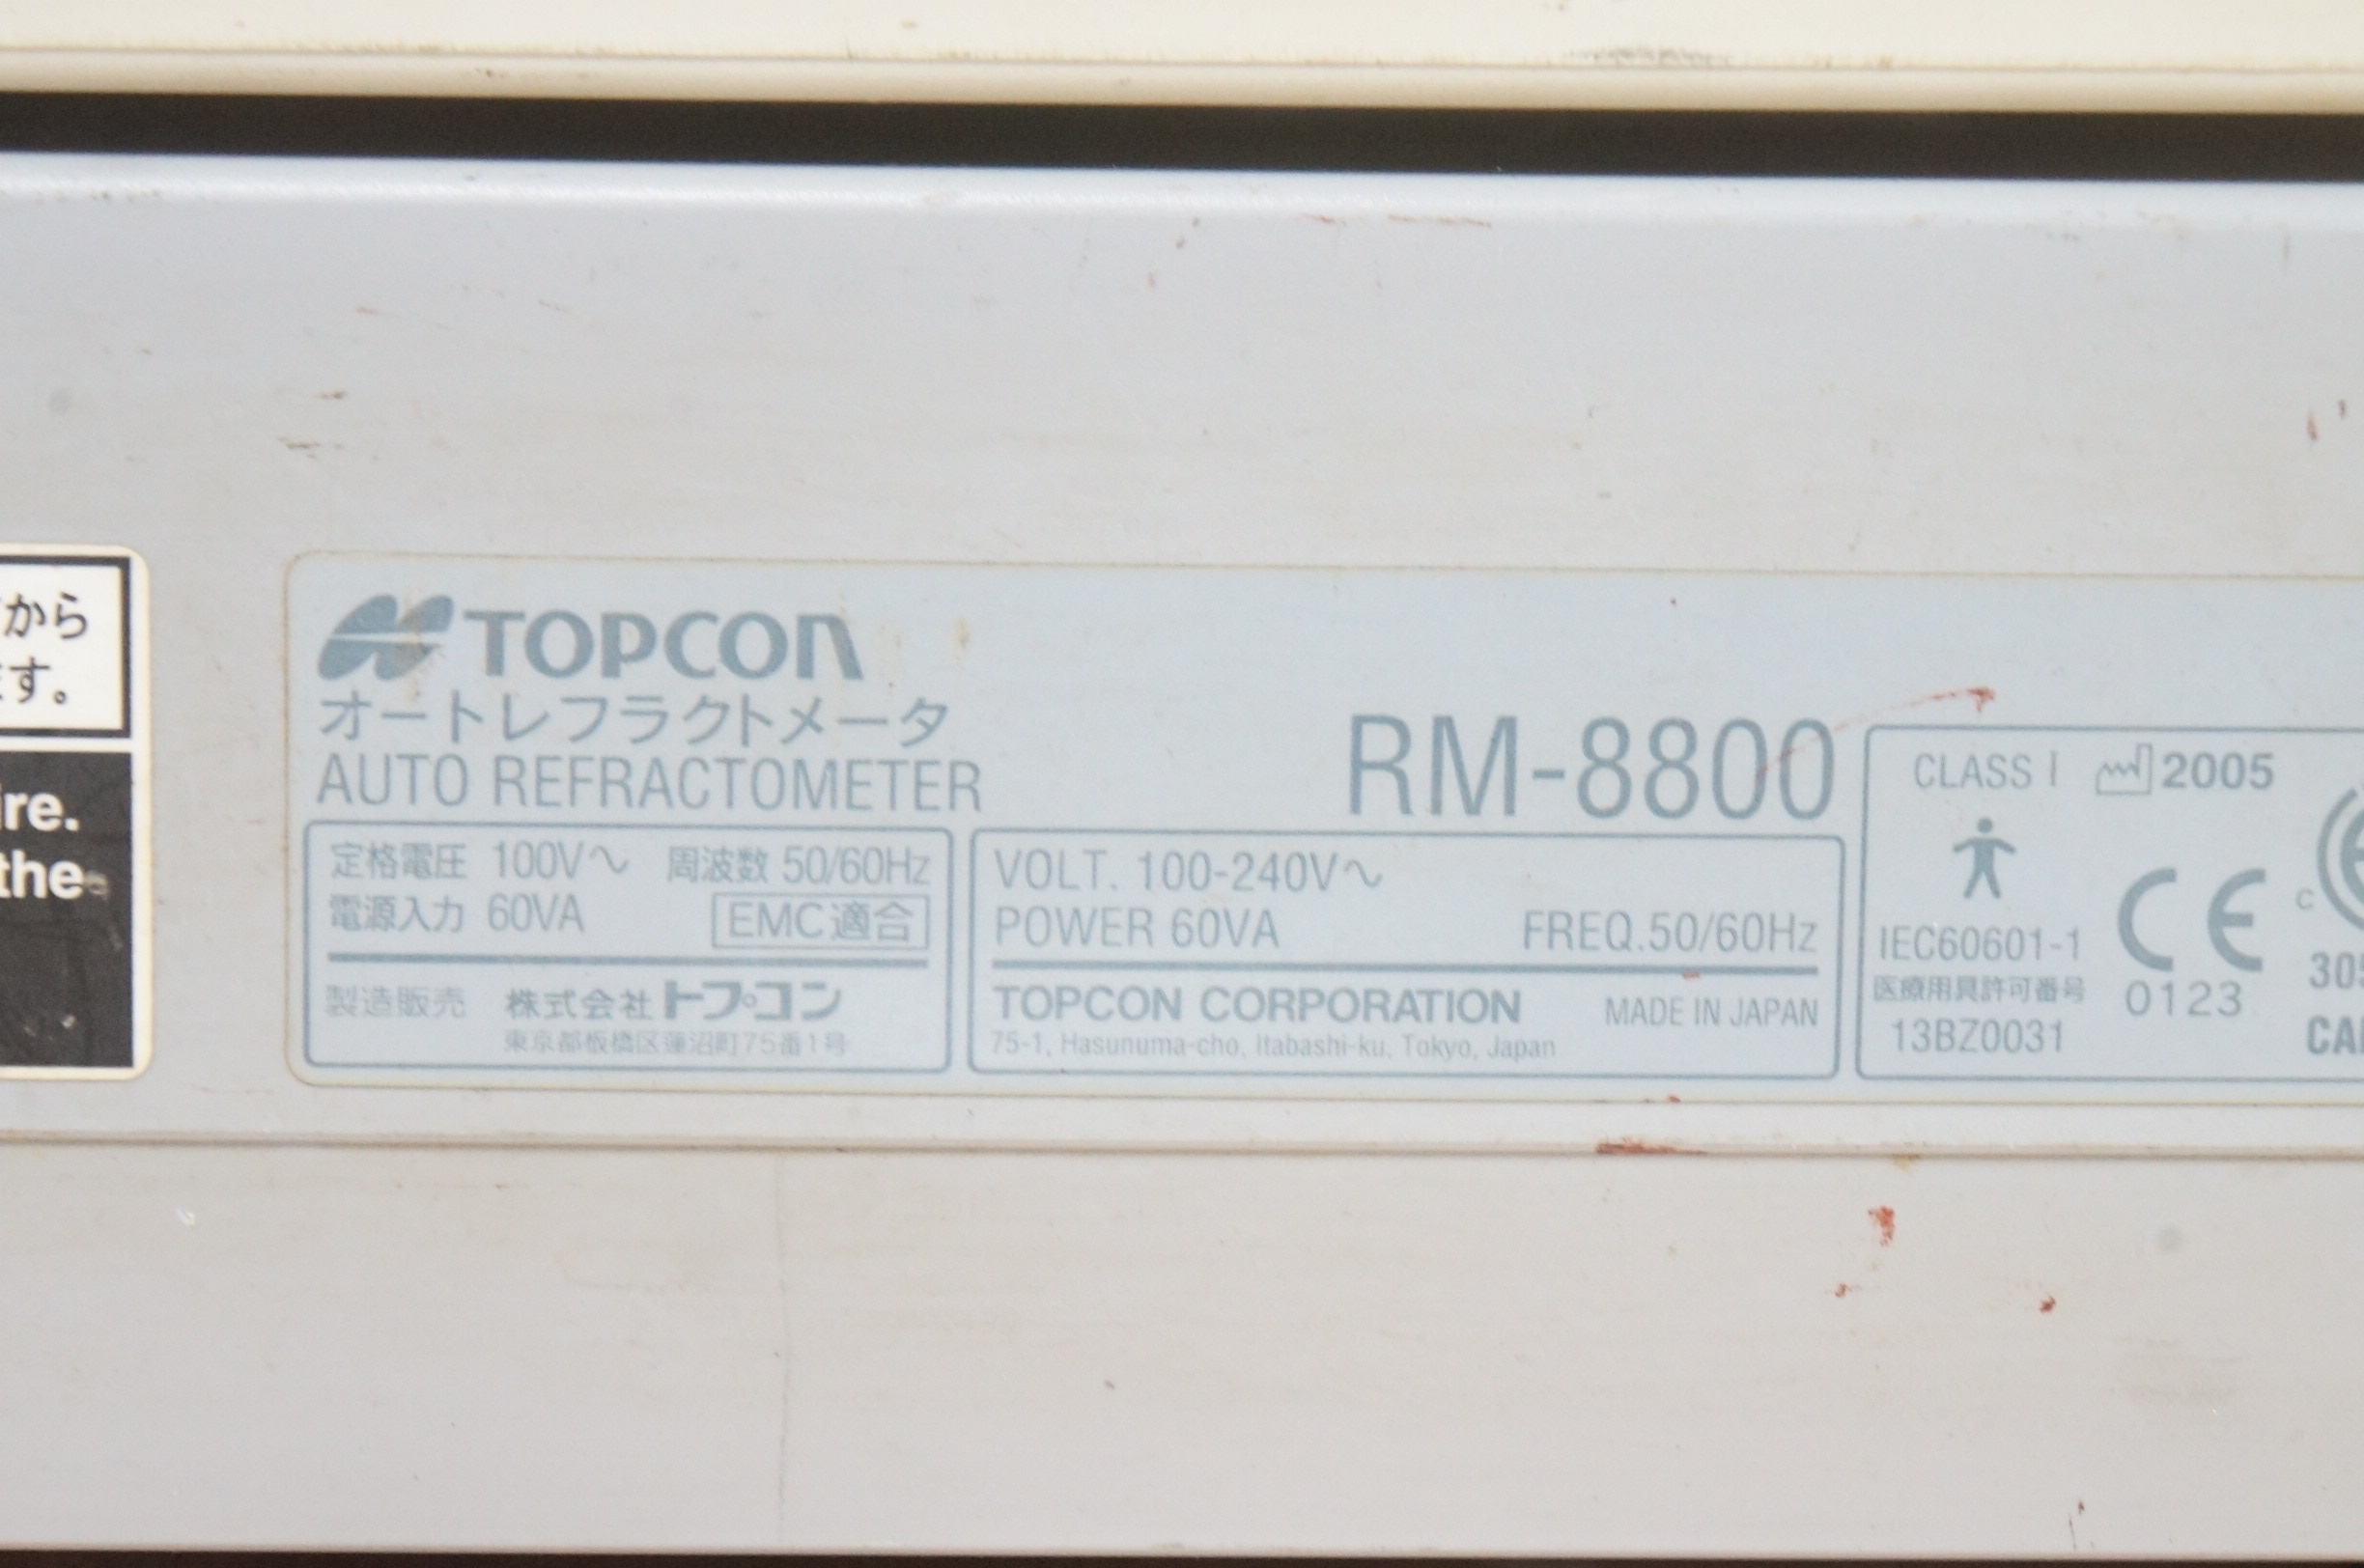 から
ます。
ire.
the
TOPCON
オートレフラクトメータ
AUTO REFRACTOMETER
RM-8800
定格電圧 100V～ 周波数 50/60Hz
電源入力 60VA EMC適合
製造販売 株式会社トプコン
東京都板橋区蓮沼町75番1号
VOLT. 100-240V～
POWER 60VA FREQ.50/60Hz
TOPCON CORPORATION MADE IN JAPAN
75-1, Hasunuma-cho, Itabashi-ku, Tokyo, Japan
CLASS I 2005
IEC60601-1
医療用具許可番号
13BZ0031
CE
0123
C
305
CA